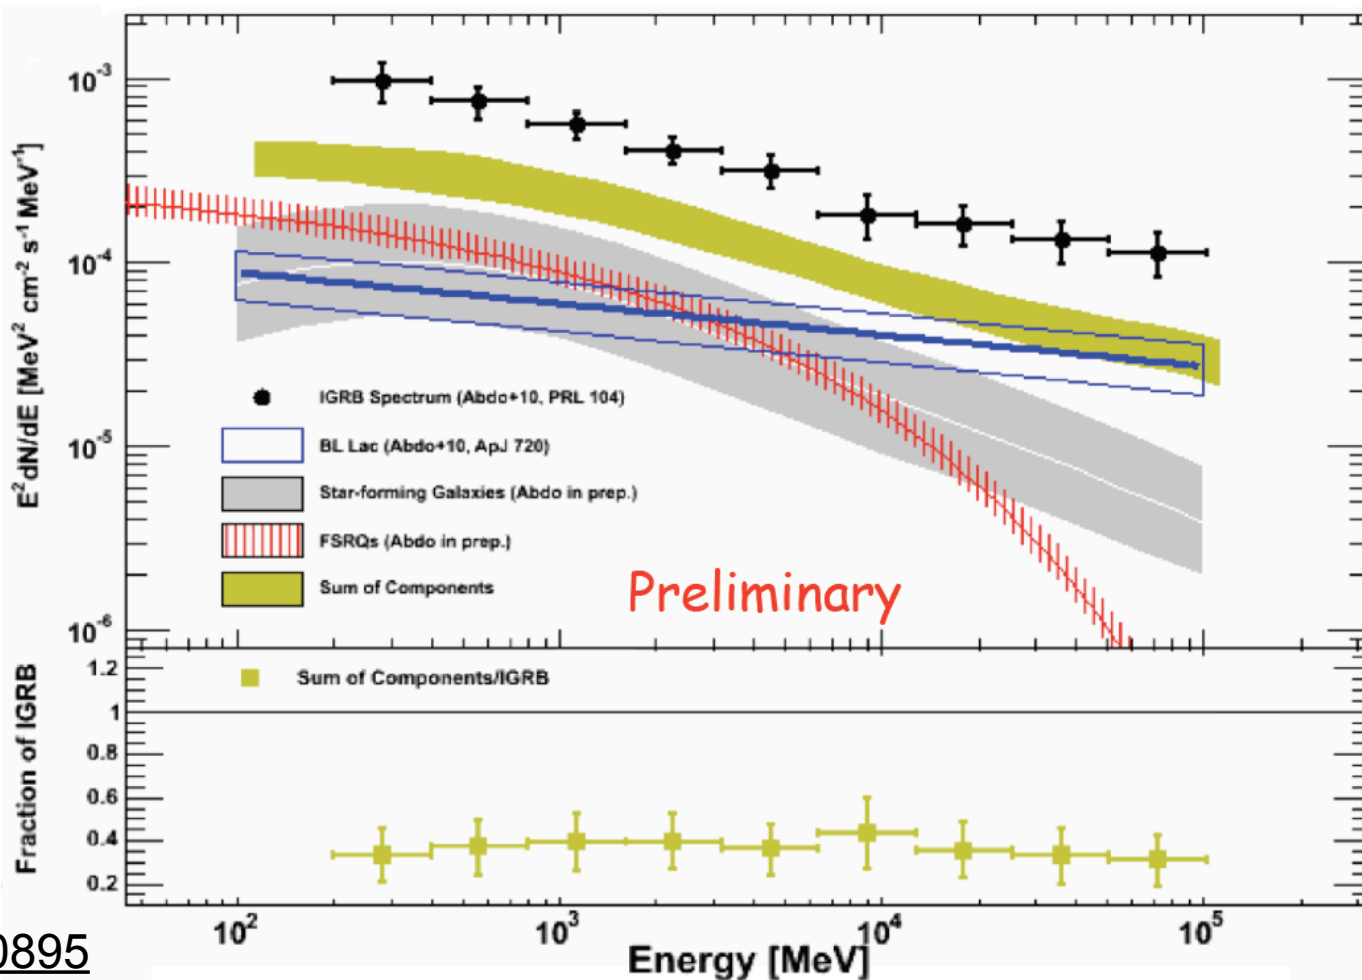 10⁻³
10⁻⁴
10⁻⁵
10⁻⁶
E² dN/dE [MeV² cm⁻² s⁻¹ MeV⁻¹]
IGRB Spectrum (Abdo+10, PRL 104)
BL Lac (Abdo+10, ApJ 720)
Star-forming Galaxies (Abdo in prep.)
FSRQs (Abdo in prep.)
Sum of Components
Preliminary
Fraction of IGRB
1.2
1
0.8
0.6
0.4
0.2
Sum of Components/IGRB
10² 10³ 10⁴ 10⁵
Energy [MeV]
0895